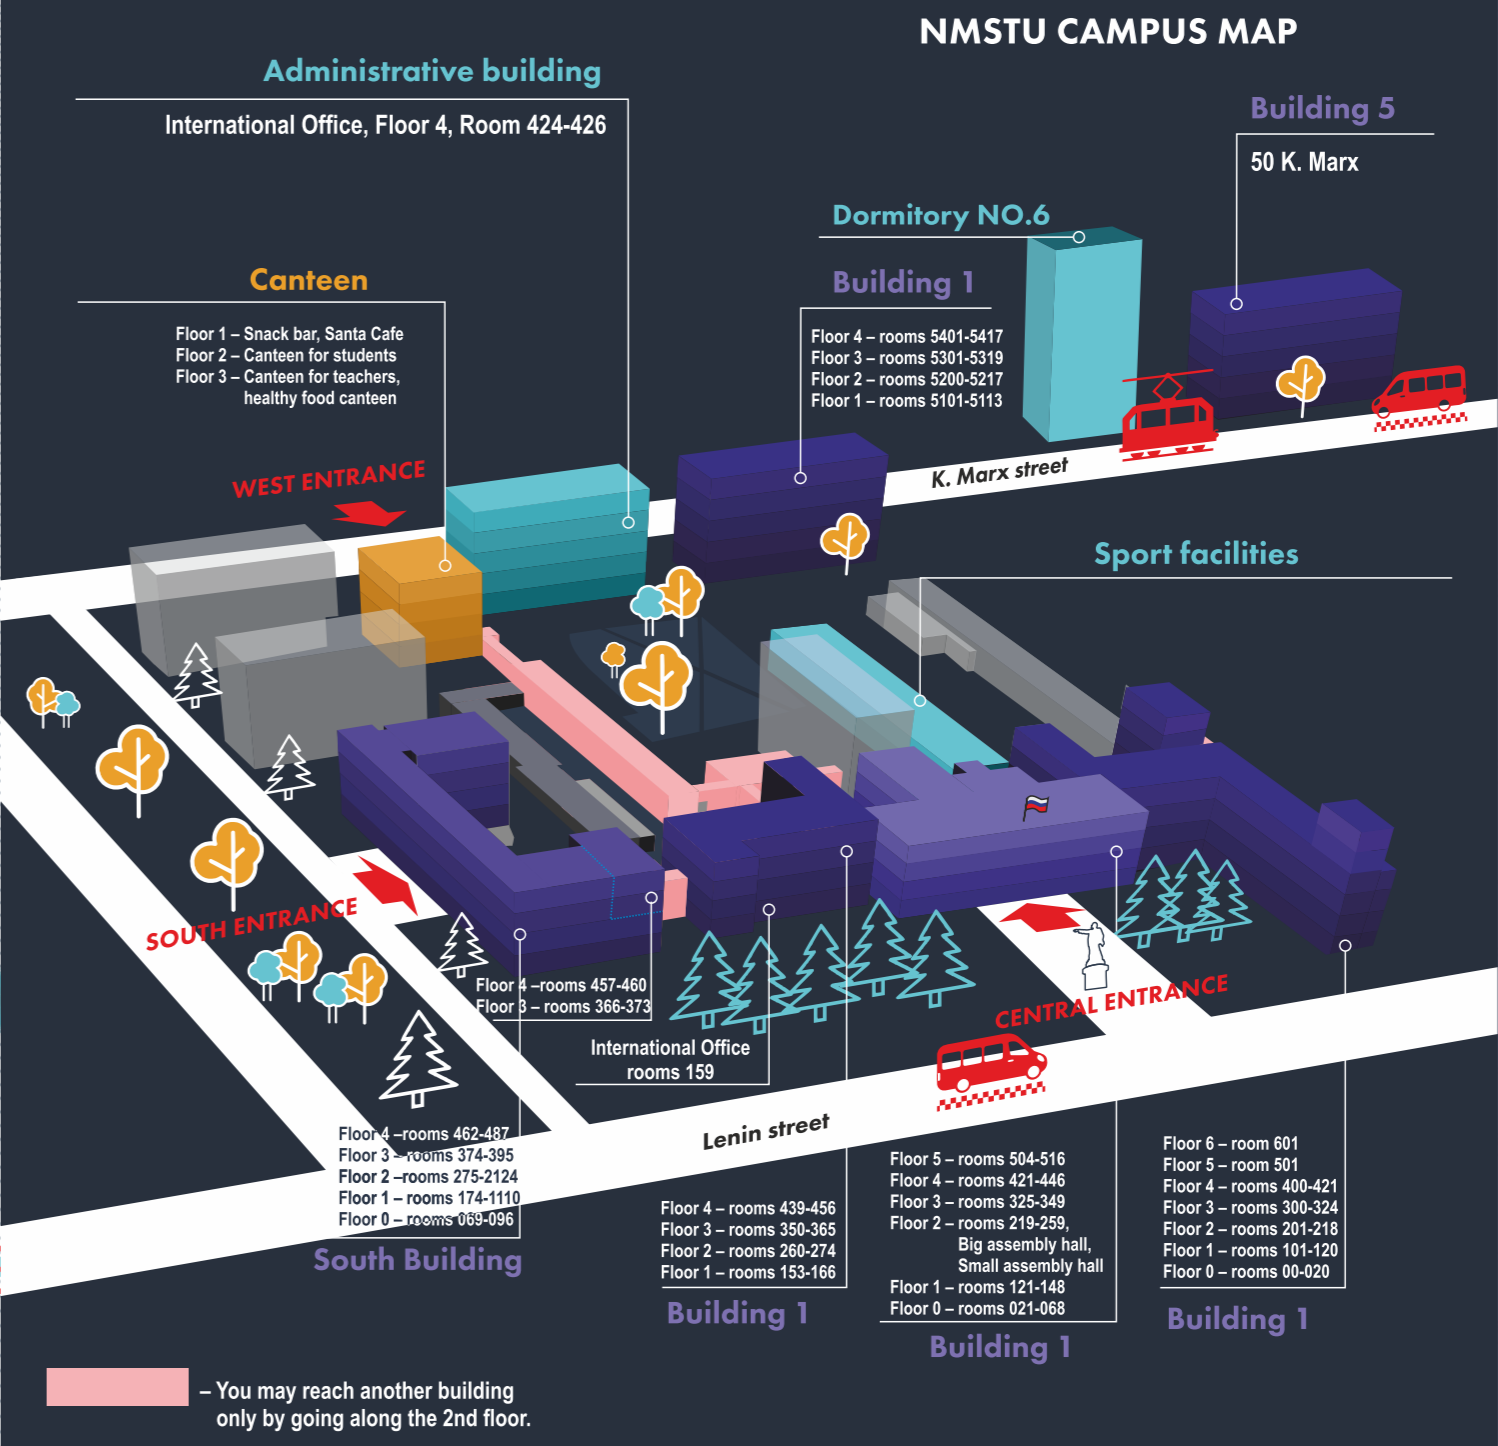 NMSTU CAMPUS MAP
Administrative building
International Office, Floor 4, Room 424-426
Building 5
50 K. Marx
Dormitory NO.6
Canteen
Floor 1 – Snack bar, Santa Cafe
Floor 2 – Canteen for students
Floor 3 – Canteen for teachers,
healthy food canteen
Building 1
Floor 4 – rooms 5401-5417
Floor 3 – rooms 5301-5319
Floor 2 – rooms 5200-5217
Floor 1 – rooms 5101-5113
WEST ENTRANCE
K. Marx street
Sport facilities
SOUTH ENTRANCE
Floor 4 –rooms 457-460
Floor 3 – rooms 366-373
CENTRAL ENTRANCE
International Office
rooms 159
Lenin street
Floor 4 –rooms 462-487
Floor 3 – rooms 374-395
Floor 2 –rooms 275-2124
Floor 1 – rooms 174-1110
Floor 0 – rooms 069-096
South Building
Floor 4 – rooms 439-456
Floor 3 – rooms 350-365
Floor 2 – rooms 260-274
Floor 1 – rooms 153-166
Building 1
Floor 5 – rooms 504-516
Floor 4 – rooms 421-446
Floor 3 – rooms 325-349
Floor 2 – rooms 219-259,
Big assembly hall,
Small assembly hall
Floor 1 – rooms 121-148
Floor 0 – rooms 021-068
Building 1
Floor 6 – room 601
Floor 5 – room 501
Floor 4 – rooms 400-421
Floor 3 – rooms 300-324
Floor 2 – rooms 201-218
Floor 1 – rooms 101-120
Floor 0 – rooms 00-020
Building 1
– You may reach another building
only by going along the 2nd floor.